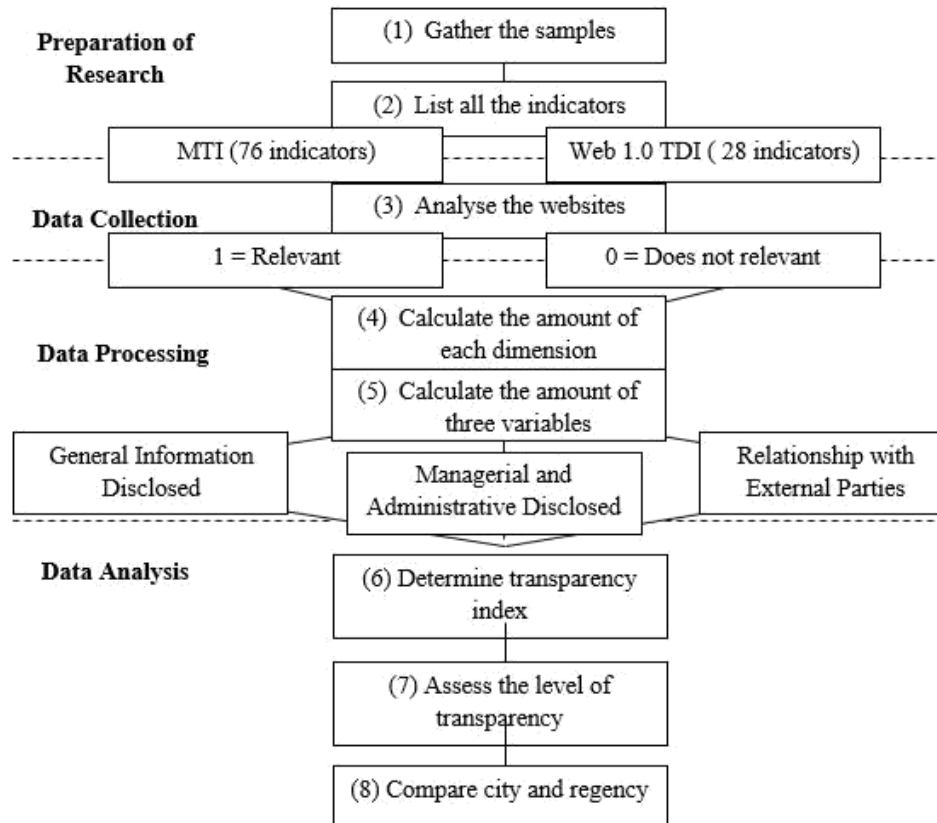 Preparation of
Research
(1) Gather the samples
(2) List all the indicators
MTI (76 indicators)
Web 1.0 TDI ( 28 indicators)
Data Collection
(3) Analyse the websites
1 = Relevant
0 = Does not relevant
Data Processing
(4) Calculate the amount of
each dimension
(5) Calculate the amount of
three variables
General Information
Disclosed
Managerial and
Administrative Disclosed
Relationship with
External Parties
Data Analysis
(6) Determine transparency
index
(7) Assess the level of
transparency
(8) Compare city and regency